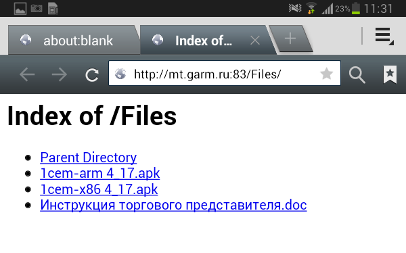 23% 11:31
about:blank
Index of...
http://mt.garm.ru:83/Files/
Index of /Files
Parent Directory
1cem-arm 4_17.apk
1cem-x86 4_17.apk
Инструкция торгового представителя.doc